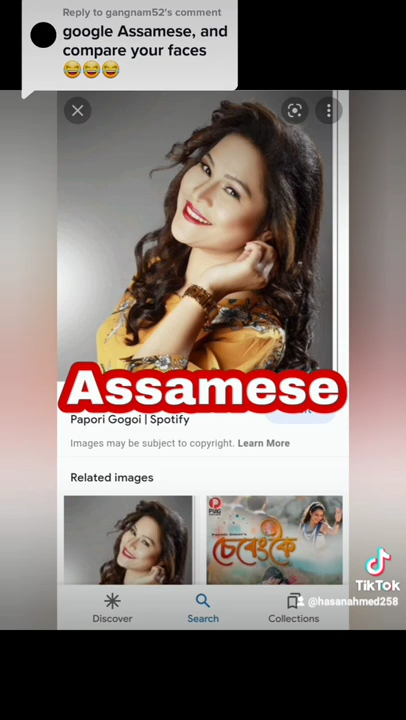 Reply to gangnam52's comment
google Assamese, and
compare your faces
😂😂😂
Assamese
Papori Gogoi | Spotify
Images may be subject to copyright. Learn More
Related images
চেৰেংকৈ
Discover
Search
Collections
TikTok
@hasanahmed258